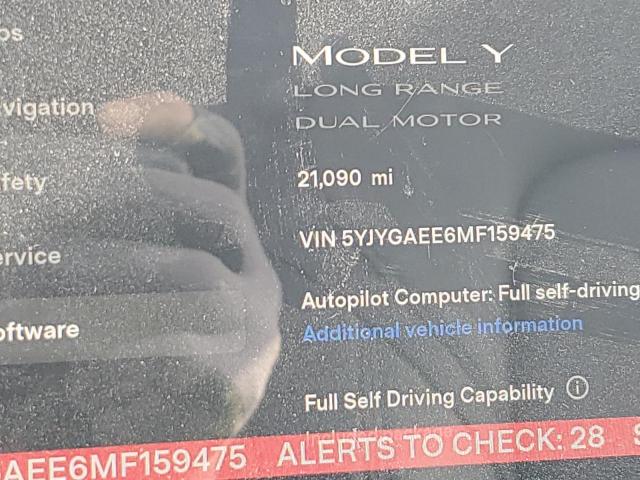 MODEL Y
LONG RANGE
DUAL MOTOR
vigation
21,090 mi
fety
VIN 5YJYGAEE6MF159475
ervice
Autopilot Computer: Full self-driving
oftware
Additional vehicle information
Full Self Driving Capability
GAEE6MF159475 ALERTS TO CHECK: 28 S